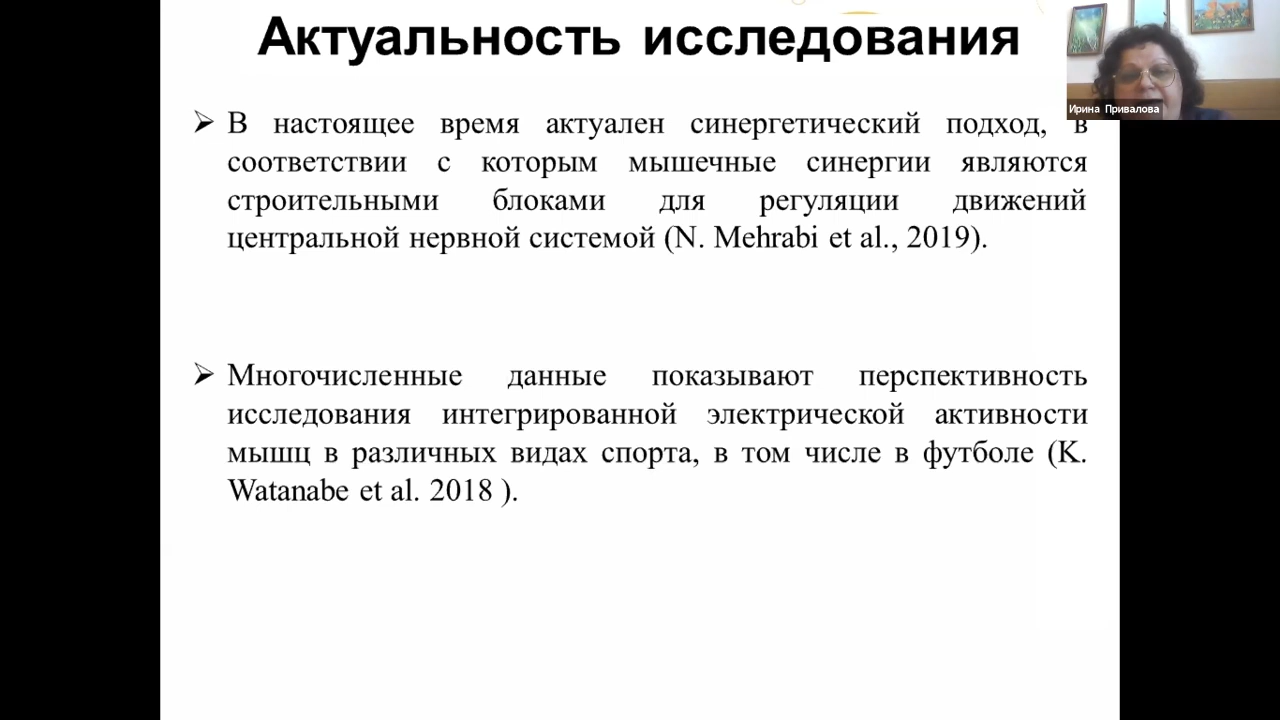 Актуальность исследования
Ирина Привалова
➢ В настоящее время актуален синергетический подход, в
соответствии с которым мышечные синергии являются
строительными блоками для регуляции движений
центральной нервной системой (N. Mehrabi et al., 2019).
➢ Многочисленные данные показывают перспективность
исследования интегрированной электрической активности
мышц в различных видах спорта, в том числе в футболе (K.
Watanabe et al. 2018 ).